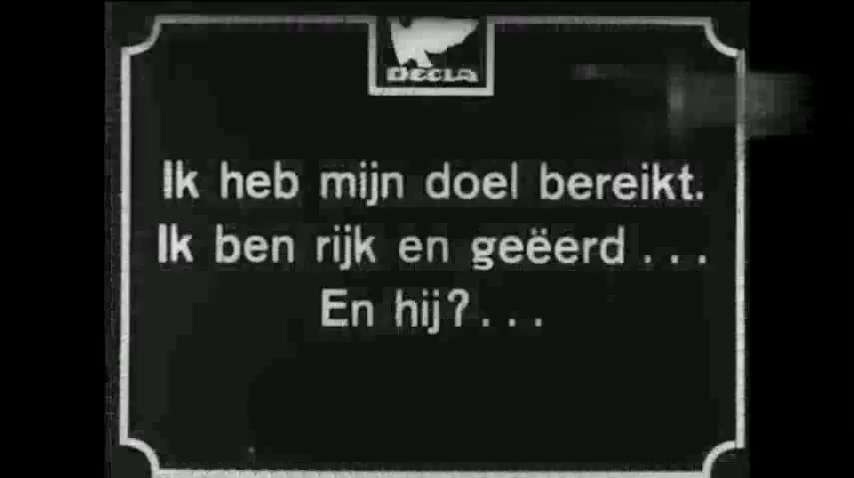 DECLA
Ik heb mijn doel bereikt.
Ik ben rijk en geëerd . . .
En hij? . . .